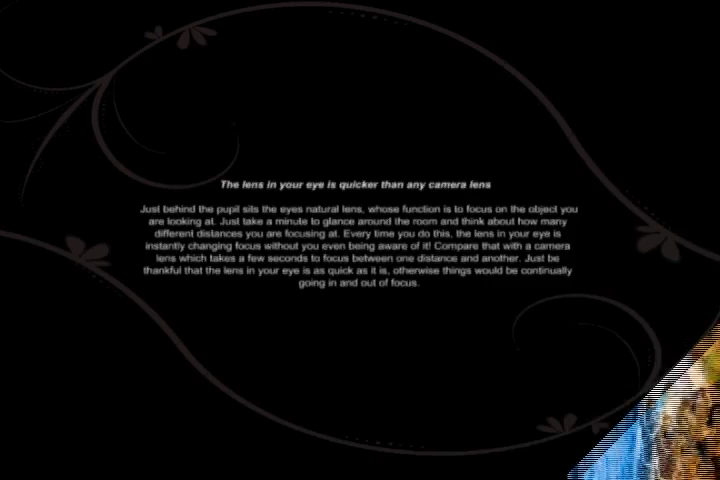 The lens in your eye is quicker than any camera lens
Just behind the pupil sits the eyes natural lens, whose function is to focus on the object you
are looking at. Just take a minute to glance around the room and think about how many
different distances you are focusing at. Every time you do this, the lens in your eye is
instantly changing focus without you even being aware of it! Compare that with a camera
lens which takes a few seconds to focus between one distance and another. Just be
thankful that the lens in your eye is as quick as it is, otherwise things would be continually
going in and out of focus.